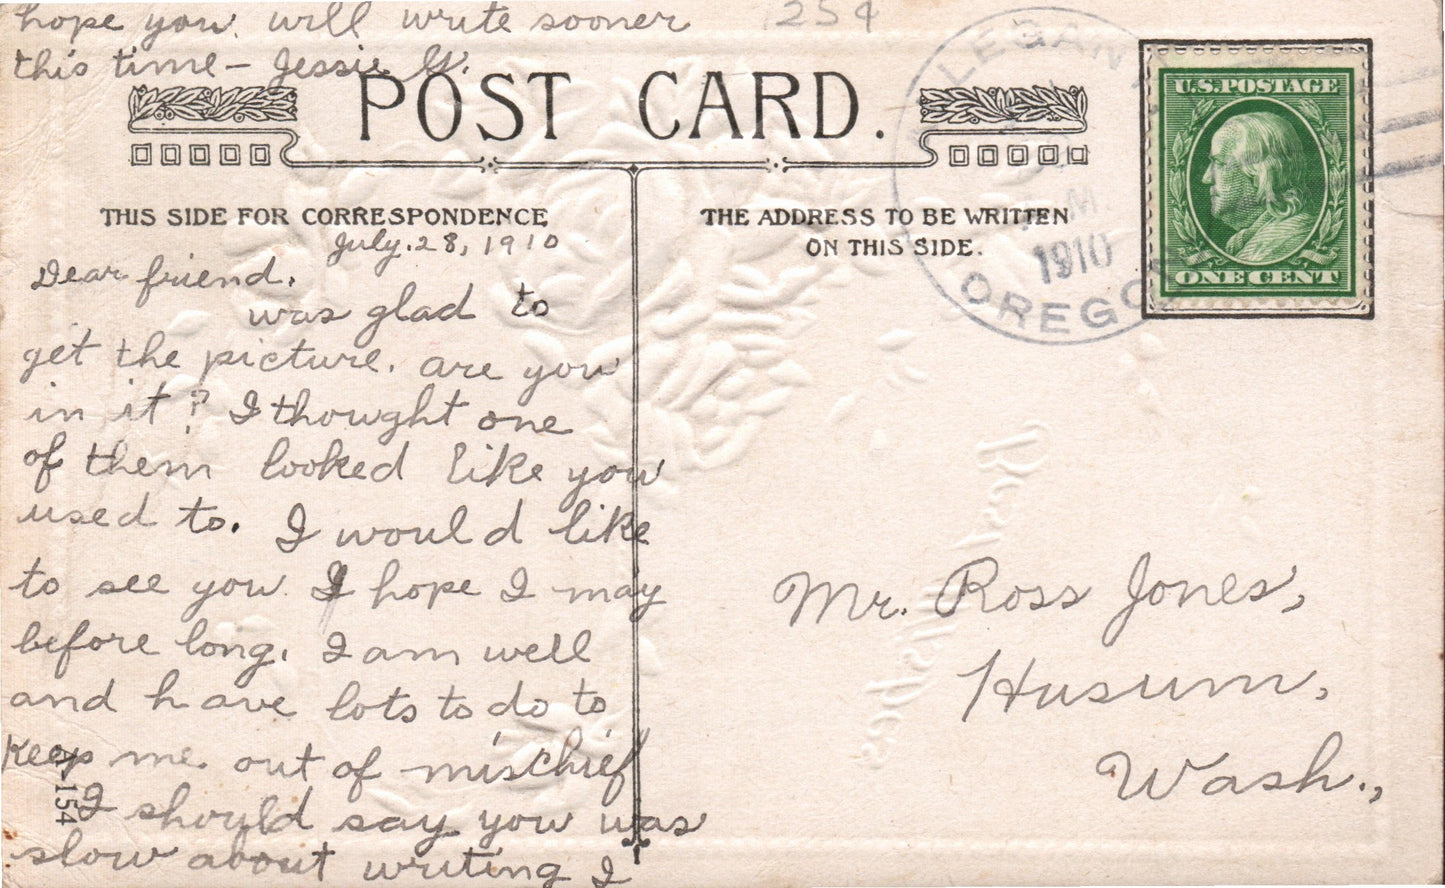 hope you will write sooner
this time – Jessie G.
254
POST CARD.
THIS SIDE FOR CORRESPONDENCE
July. 28, 1910
Dear friend.
was glad to
get the picture. are you
in it? I thought one
of them looked like you
used to. I would like
to see you. I hope I may
before long. I am well
and have lots to do to
keep me out of mischief
I should say you was
slow about writing I
154
THE ADDRESS TO BE WRITTEN
ON THIS SIDE.
LEGAN
M.
1910
OREGO
U.S. POSTAGE
ONE CENT
Mr. Ross Jones,
Husum,
Wash.,
Best Wishes